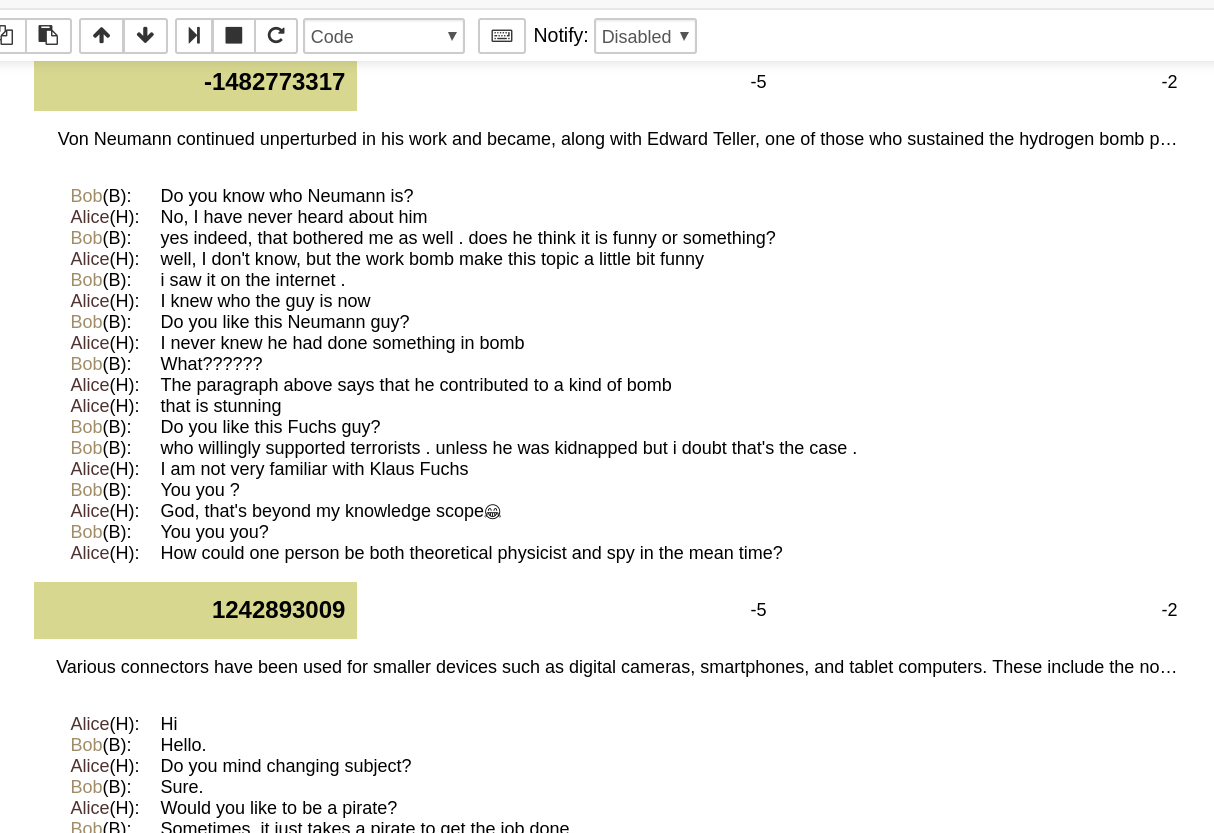 Code ▼ Notify: Disabled ▼
-1482773317 -5 -2
Von Neumann continued unperturbed in his work and became, along with Edward Teller, one of those who sustained the hydrogen bomb p…
Bob(B): Do you know who Neumann is?
Alice(H): No, I have never heard about him
Bob(B): yes indeed, that bothered me as well . does he think it is funny or something?
Alice(H): well, I don't know, but the work bomb make this topic a little bit funny
Bob(B): i saw it on the internet .
Alice(H): I knew who the guy is now
Bob(B): Do you like this Neumann guy?
Alice(H): I never knew he had done something in bomb
Bob(B): What??????
Alice(H): The paragraph above says that he contributed to a kind of bomb
Alice(H): that is stunning
Bob(B): Do you like this Fuchs guy?
Bob(B): who willingly supported terrorists . unless he was kidnapped but i doubt that's the case .
Alice(H): I am not very familiar with Klaus Fuchs
Bob(B): You you ?
Alice(H): God, that's beyond my knowledge scope😂
Bob(B): You you you?
Alice(H): How could one person be both theoretical physicist and spy in the mean time?
1242893009 -5 -2
Various connectors have been used for smaller devices such as digital cameras, smartphones, and tablet computers. These include the no…
Alice(H): Hi
Bob(B): Hello.
Alice(H): Do you mind changing subject?
Bob(B): Sure.
Alice(H): Would you like to be a pirate?
Bob(B): Sometimes, it just takes a pirate to get the job done